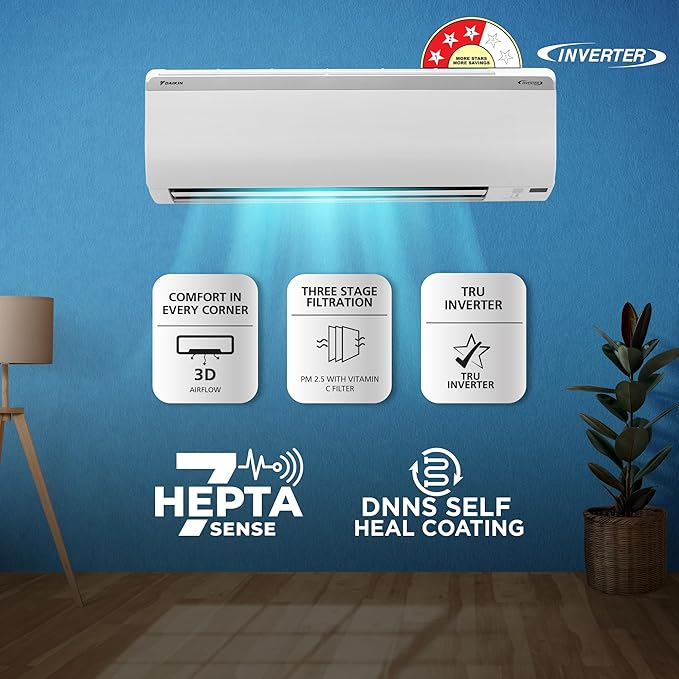 MORE STARS
MORE SAVINGS
INVERTER
DAIKIN
INVERTER
COMFORT IN
EVERY CORNER
3D
AIRFLOW
THREE STAGE
FILTRATION
PM 2.5 WITH VITAMIN
C FILTER
TRU
INVERTER
TRU
INVERTER
7
HEPTA
SENSE
DNNS SELF
HEAL COATING